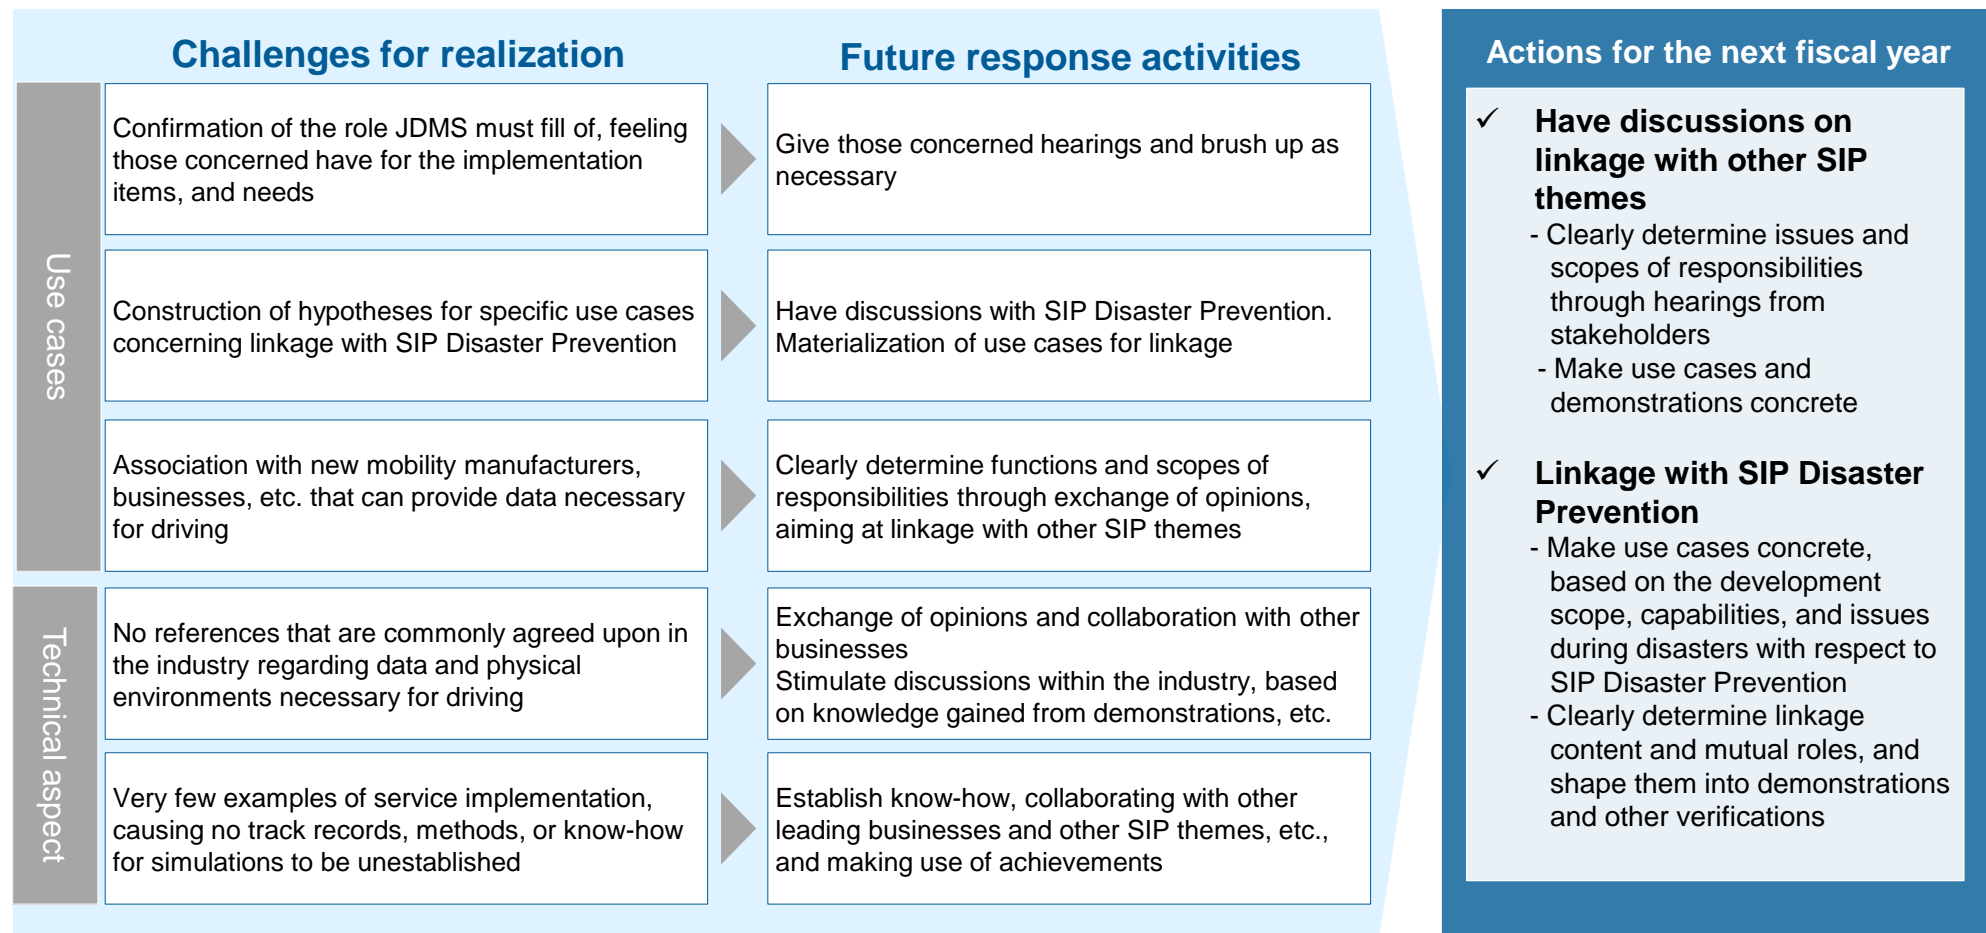 Challenges for realization
Future response activities
Use cases
Confirmation of the role JDMS must fill of, feeling
those concerned have for the implementation
items, and needs
Give those concerned hearings and brush up as
necessary
Construction of hypotheses for specific use cases
concerning linkage with SIP Disaster Prevention
Have discussions with SIP Disaster Prevention.
Materialization of use cases for linkage
Association with new mobility manufacturers,
businesses, etc. that can provide data necessary
for driving
Clearly determine functions and scopes of
responsibilities through exchange of opinions,
aiming at linkage with other SIP themes
Technical aspect
No references that are commonly agreed upon in
the industry regarding data and physical
environments necessary for driving
Exchange of opinions and collaboration with other
businesses
Stimulate discussions within the industry, based
on knowledge gained from demonstrations, etc.
Very few examples of service implementation,
causing no track records, methods, or know-how
for simulations to be unestablished
Establish know-how, collaborating with other
leading businesses and other SIP themes, etc.,
and making use of achievements
Actions for the next fiscal year
✓ Have discussions on
linkage with other SIP
themes
- Clearly determine issues and
scopes of responsibilities
through hearings from
stakeholders
- Make use cases and
demonstrations concrete
✓ Linkage with SIP Disaster
Prevention
- Make use cases concrete,
based on the development
scope, capabilities, and issues
during disasters with respect to
SIP Disaster Prevention
- Clearly determine linkage
content and mutual roles, and
shape them into demonstrations
and other verifications